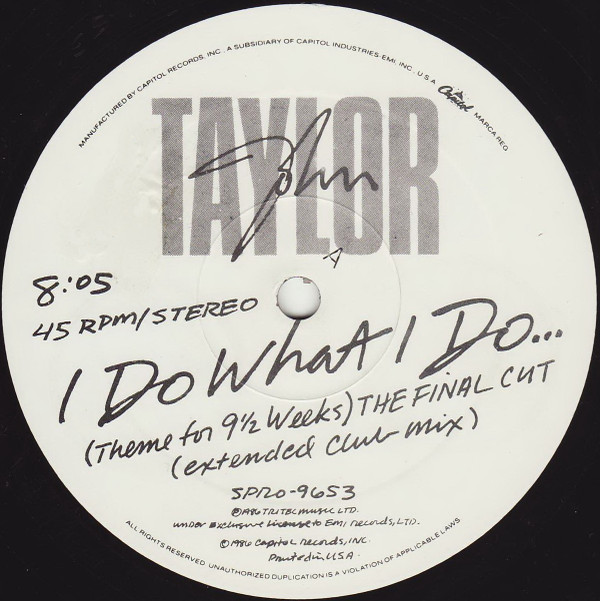 MANUFACTURED BY CAPITOL RECORDS, INC., A SUBSIDIARY OF CAPITOL INDUSTRIES-EMI, INC., U.S.A. Capitol MARCA REG
TAYLOR
John
A
8:05
45 RPM/STEREO
I Do What I Do...
(Theme for 9½ Weeks) THE FINAL CUT
(extended club mix)
SPRO-9653
℗1986 TRITEC MUSIC LTD.
under exclusive license to EMI records, LTD.
©1986 Capitol records, INC.
Printed in U.S.A.
ALL RIGHTS RESERVED. UNAUTHORIZED DUPLICATION IS A VIOLATION OF APPLICABLE LAWS